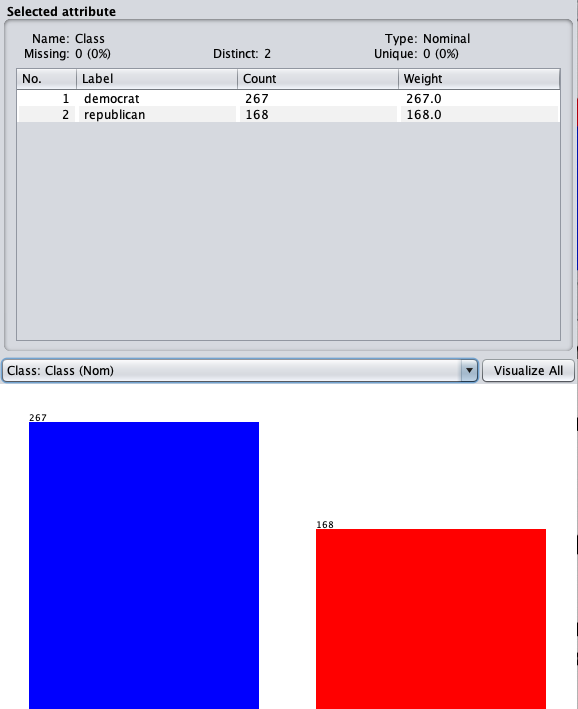 Selected attribute
Name: Class Type: Nominal
Missing: 0 (0%) Distinct: 2 Unique: 0 (0%)
No. Label Count Weight
1 democrat 267 267.0
2 republican 168 168.0
Class: Class (Nom) Visualize All
267
168